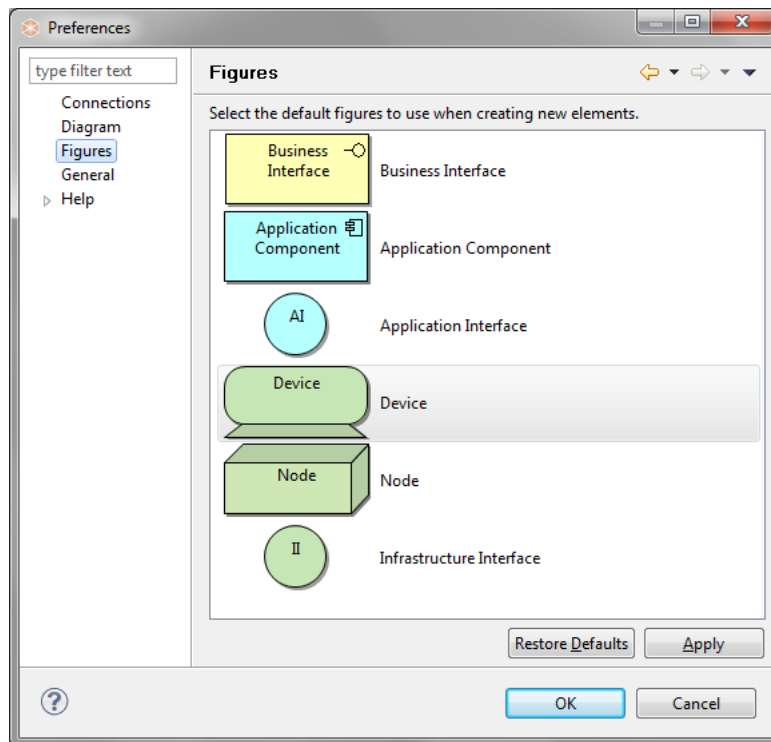 Preferences
type filter text
Connections
Diagram
Figures
General
Help
Figures
Select the default figures to use when creating new elements.
Business
Interface
Business Interface
Application
Component
Application Component
AI
Application Interface
Device
Device
Node
Node
II
Infrastructure Interface
Restore Defaults
Apply
?
OK
Cancel